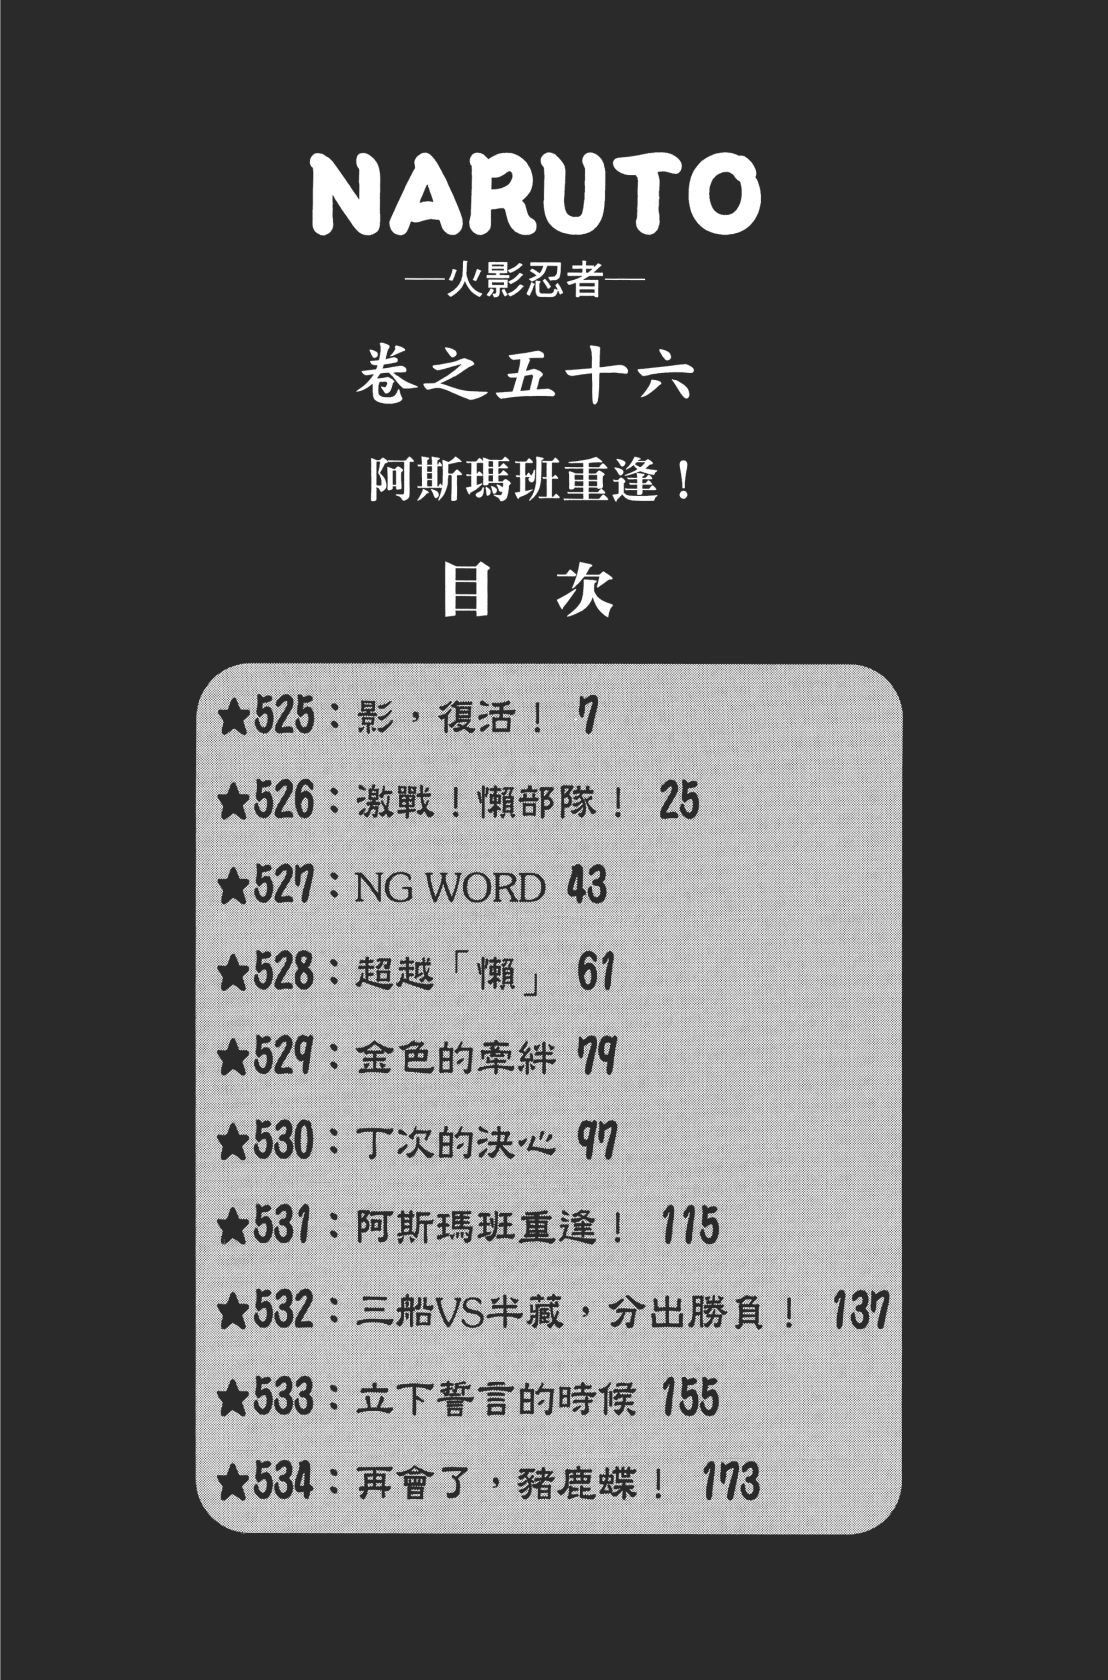 NARUTO
─火影忍者─
卷之五十六
阿斯瑪班重逢！
目 次
★525：影，復活！ 7
★526：激戰！懶部隊！ 25
★527：NG WORD 43
★528：超越「懶」 61
★529：金色的牽絆 79
★530：丁次的決心 97
★531：阿斯瑪班重逢！ 115
★532：三船VS半藏，分出勝負！ 137
★533：立下誓言的時候 155
★534：再會了，豬鹿蝶！ 173